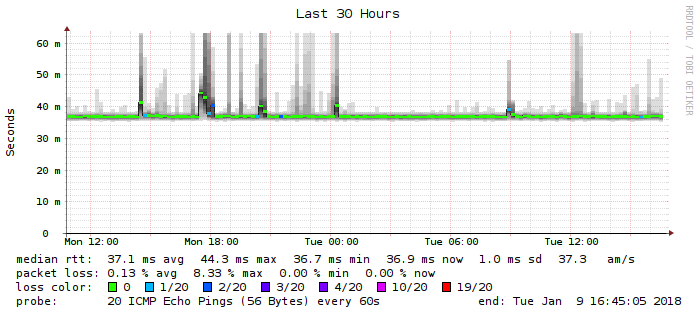 Last 30 Hours
RRDTOOL / TOBI OETIKER
Seconds
60 m
50 m
40 m
30 m
20 m
10 m
0
Mon 12:00 Mon 18:00 Tue 00:00 Tue 06:00 Tue 12:00
median rtt: 37.1 ms avg 44.3 ms max 36.7 ms min 36.9 ms now 1.0 ms sd 37.3 am/s
packet loss: 0.13 % avg 8.33 % max 0.00 % min 0.00 % now
loss color: 0 1/20 2/20 3/20 4/20 10/20 19/20
probe: 20 ICMP Echo Pings (56 Bytes) every 60s end: Tue Jan 9 16:45:05 2018